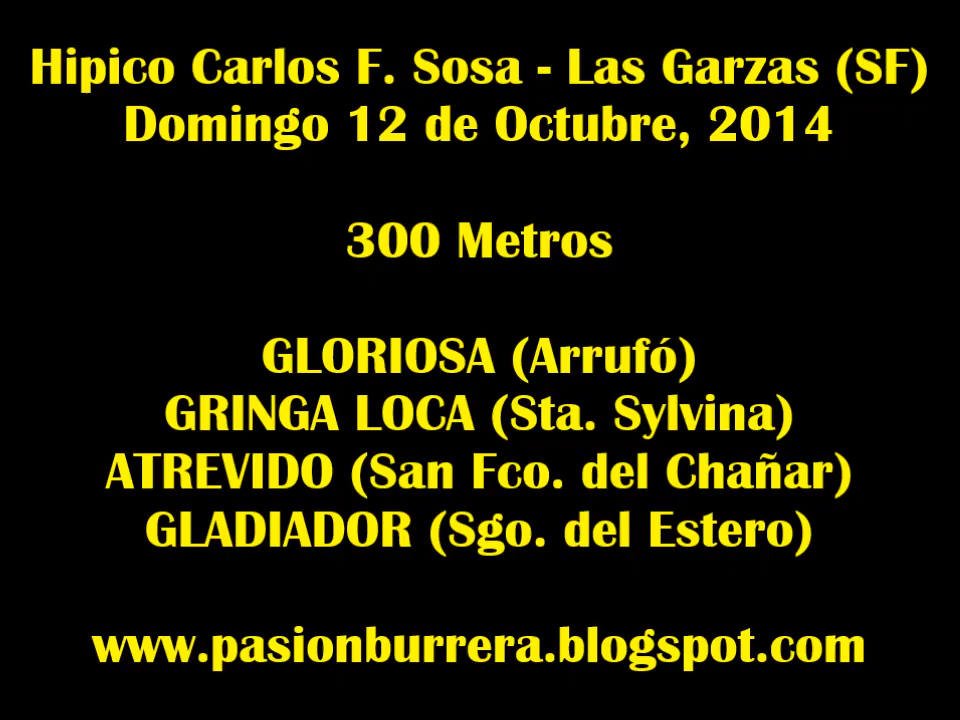 Hipico Carlos F. Sosa - Las Garzas (SF)
Domingo 12 de Octubre, 2014
300 Metros
GLORIOSA (Arrufó)
GRINGA LOCA (Sta. Sylvina)
ATREVIDO (San Fco. del Chañar)
GLADIADOR (Sgo. del Estero)
www.pasionburrera.blogspot.com